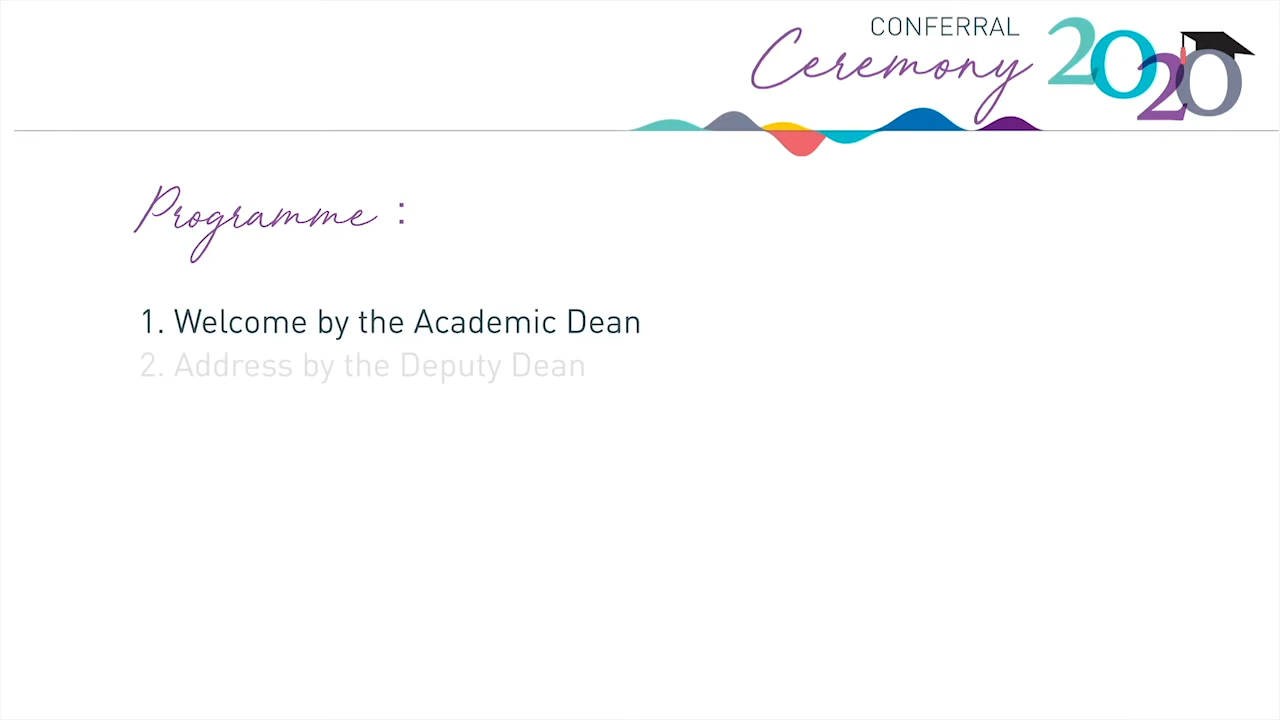 CONFERRAL
Ceremony 2020
Programme :
1. Welcome by the Academic Dean
2. Address by the Deputy Dean